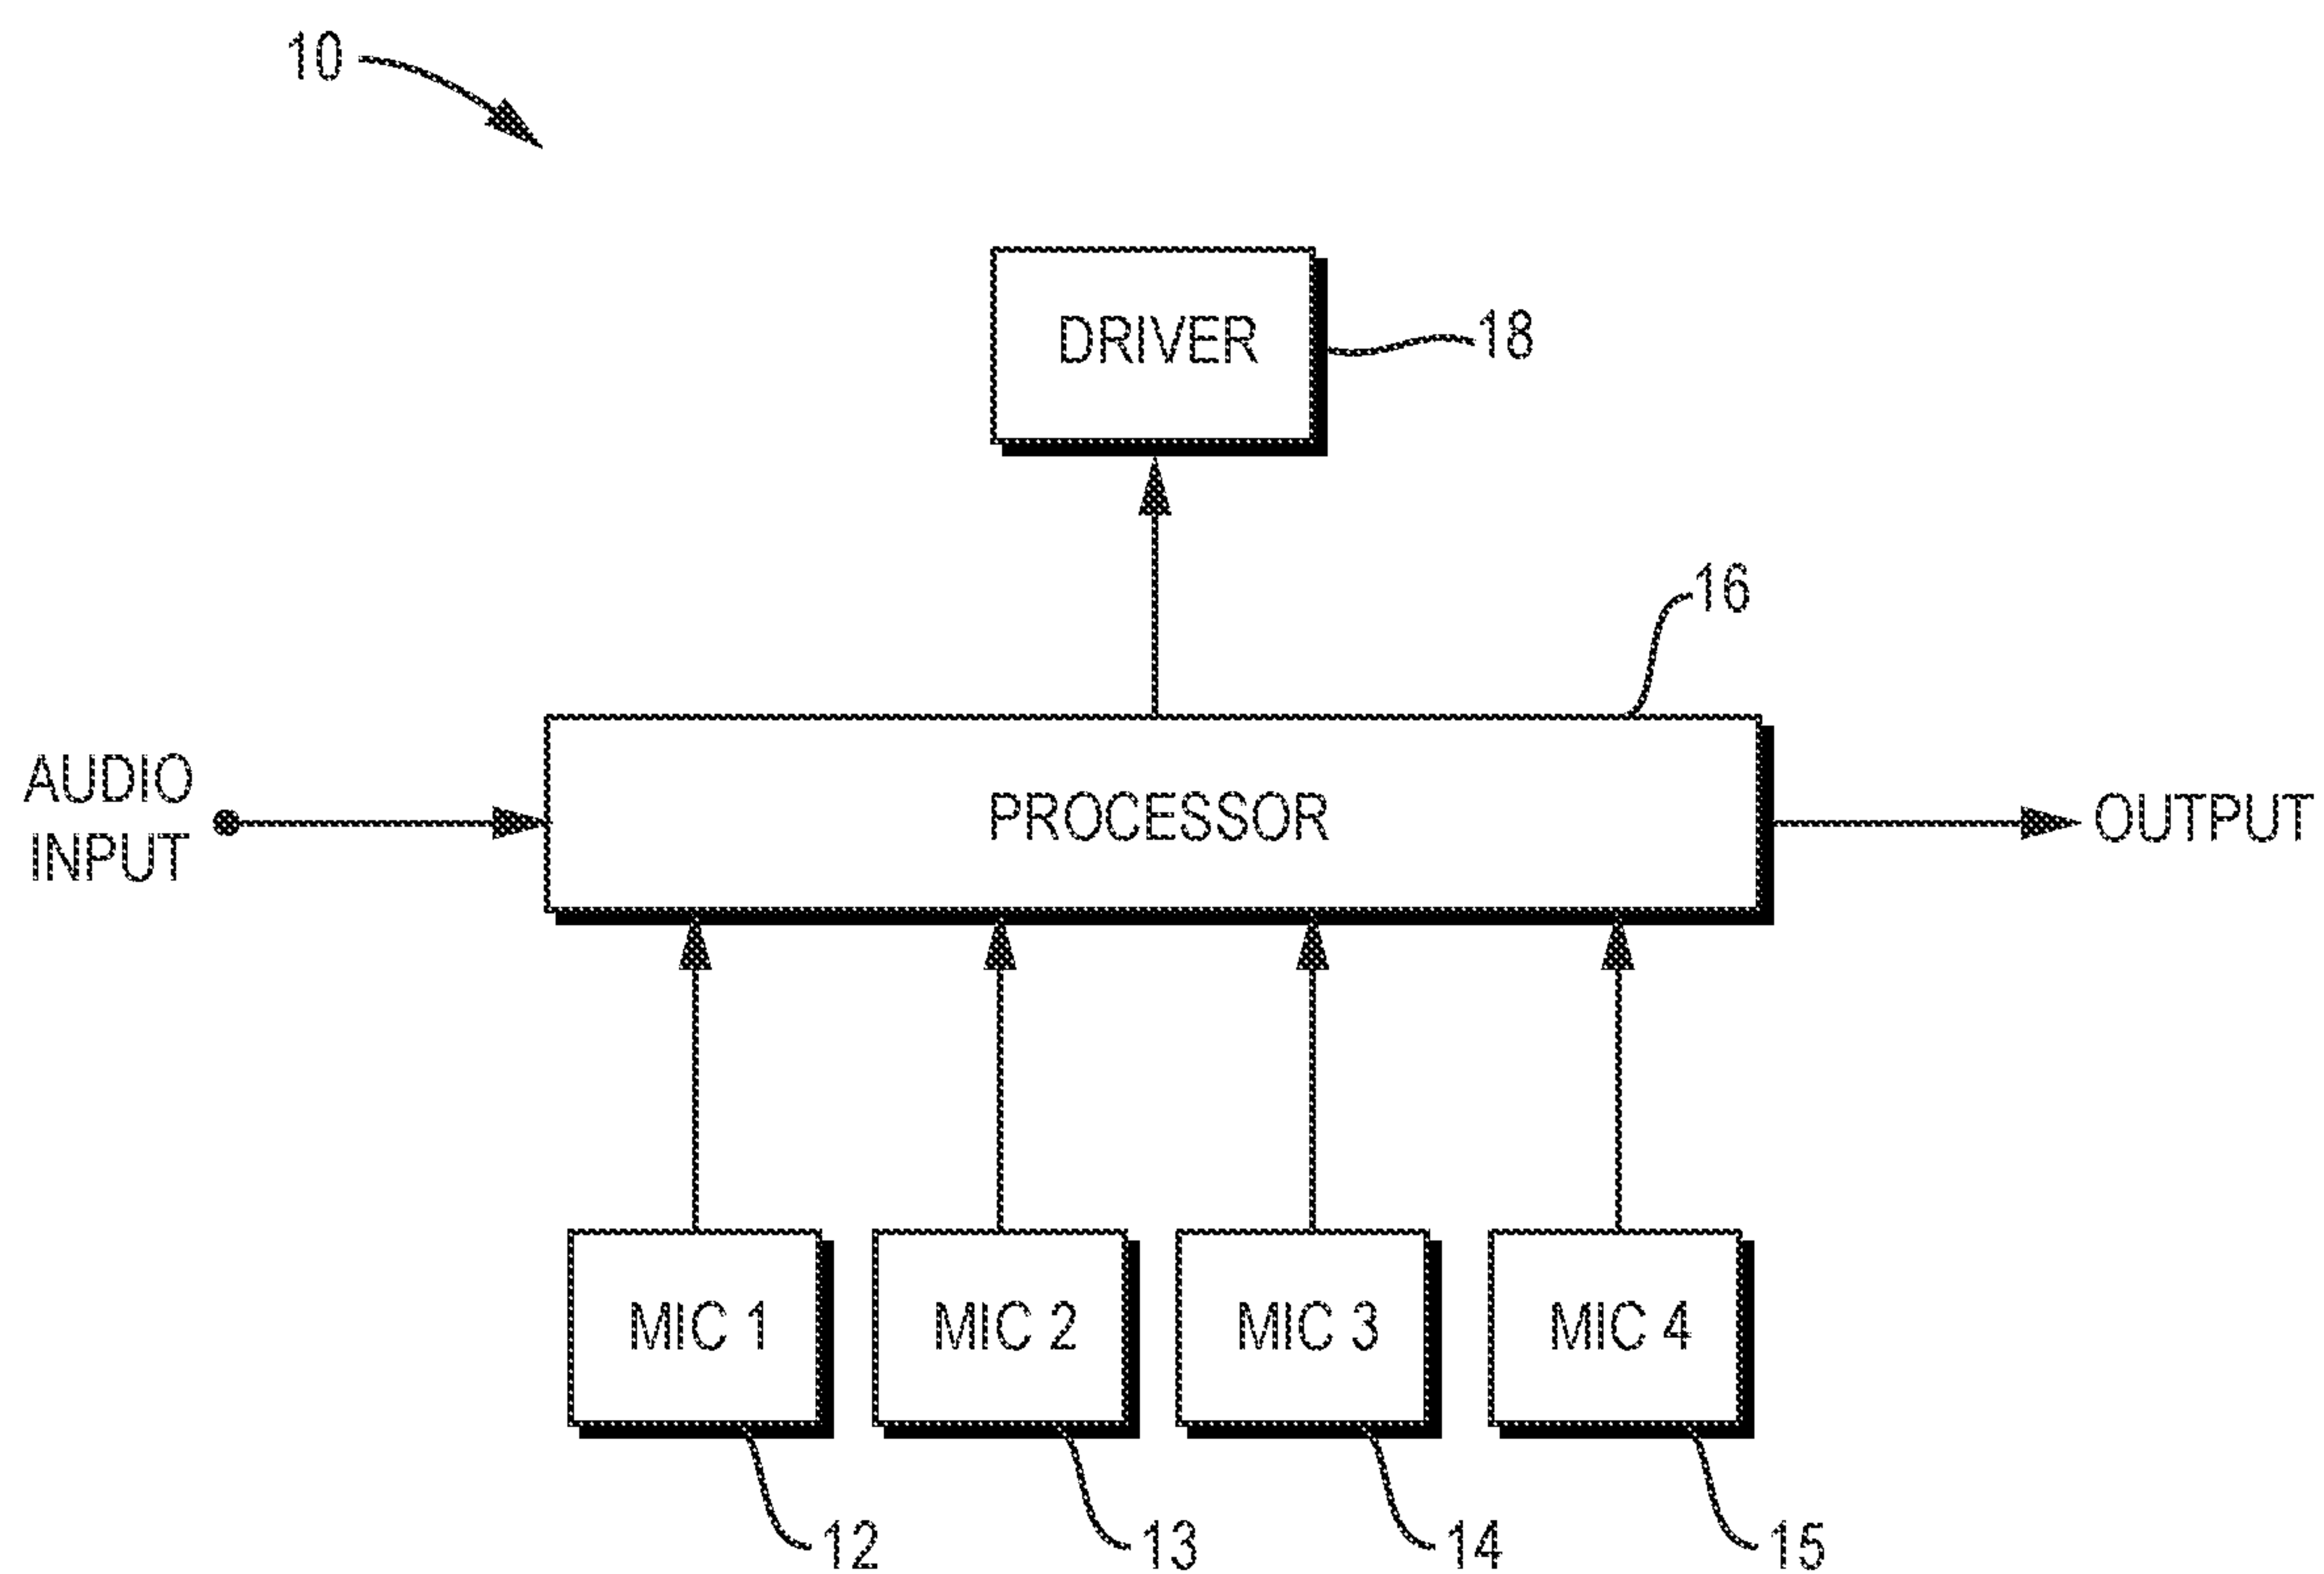 10
DRIVER
18
16
AUDIO
INPUT
PROCESSOR
OUTPUT
MIC 1
MIC 2
MIC 3
MIC 4
12
13
14
15